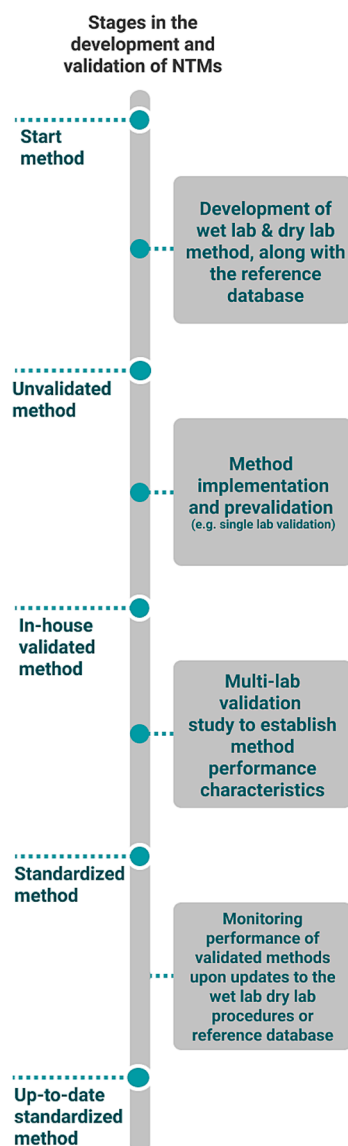 Stages in the
development and
validation of NTMs
Start
method
Development of
wet lab & dry lab
method, along with
the reference
database
Unvalidated
method
Method
implementation
and prevalidation
(e.g. single lab validation)
In-house
validated
method
Multi-lab
validation
study to establish
method
performance
characteristics
Standardized
method
Monitoring
performance of
validated methods
upon updates to the
wet lab dry lab
procedures or
reference database
Up-to-date
standardized
method